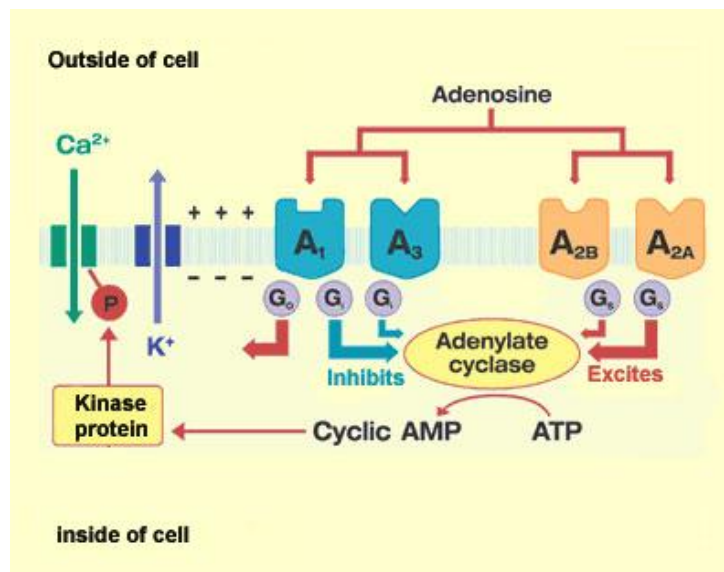 Outside of cell
Adenosine
Ca²⁺
+ + +
A₁
A₃
A₂B
A₂A
- - -
P
G₀
Gᵢ
Gᵢ
Gₛ
Gₛ
K⁺
Inhibits
Adenylate
cyclase
Excites
Kinase
protein
Cyclic AMP
ATP
inside of cell